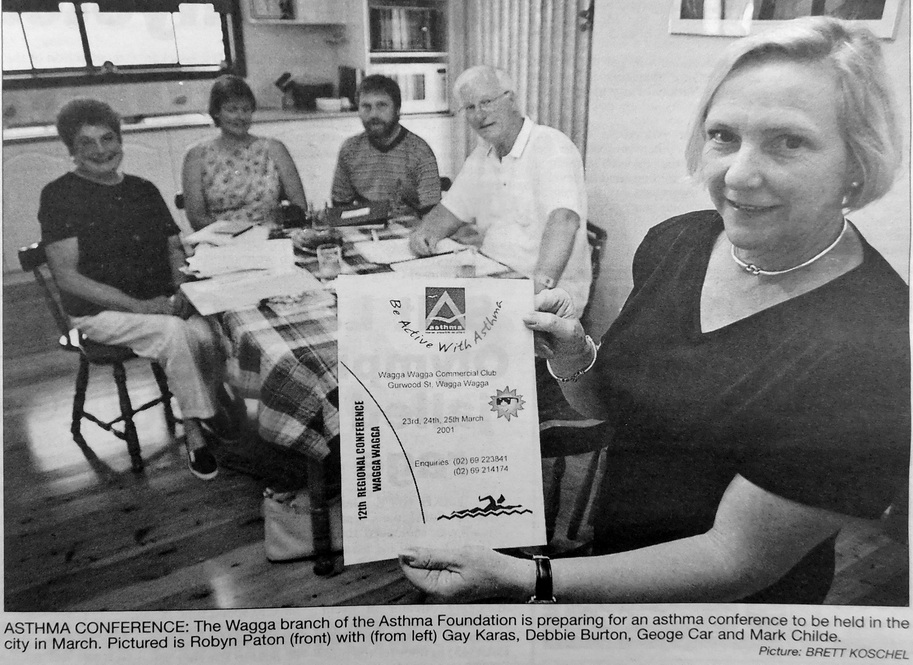 asthma
Be Active With Asthma
Wagga Wagga Commercial Club
Gurwood St. Wagga Wagga
23rd, 24th, 25th March
2001
Enquiries (02) 69 223841
(02) 69 214174
12th REGIONAL CONFERENCE
WAGGA WAGGA
ASTHMA CONFERENCE: The Wagga branch of the Asthma Foundation is preparing for an asthma conference to be held in the
city in March. Pictured is Robyn Paton (front) with (from left) Gay Karas, Debbie Burton, Geoge Car and Mark Childe.
Picture: BRETT KOSCHEL